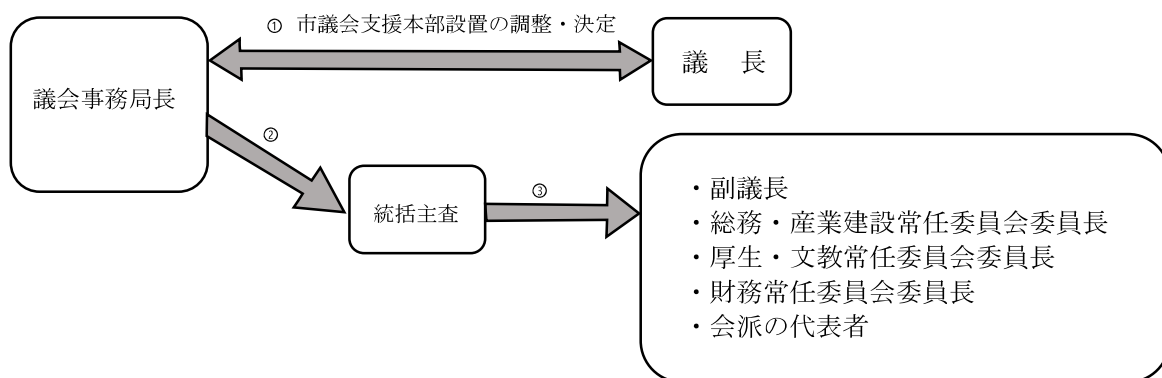 ① 市議会支援本部設置の調整・決定
議会事務局長
議　長
②
統括主査
③
・副議長
・総務・産業建設常任委員会委員長
・厚生・文教常任委員会委員長
・財務常任委員会委員長
・会派の代表者